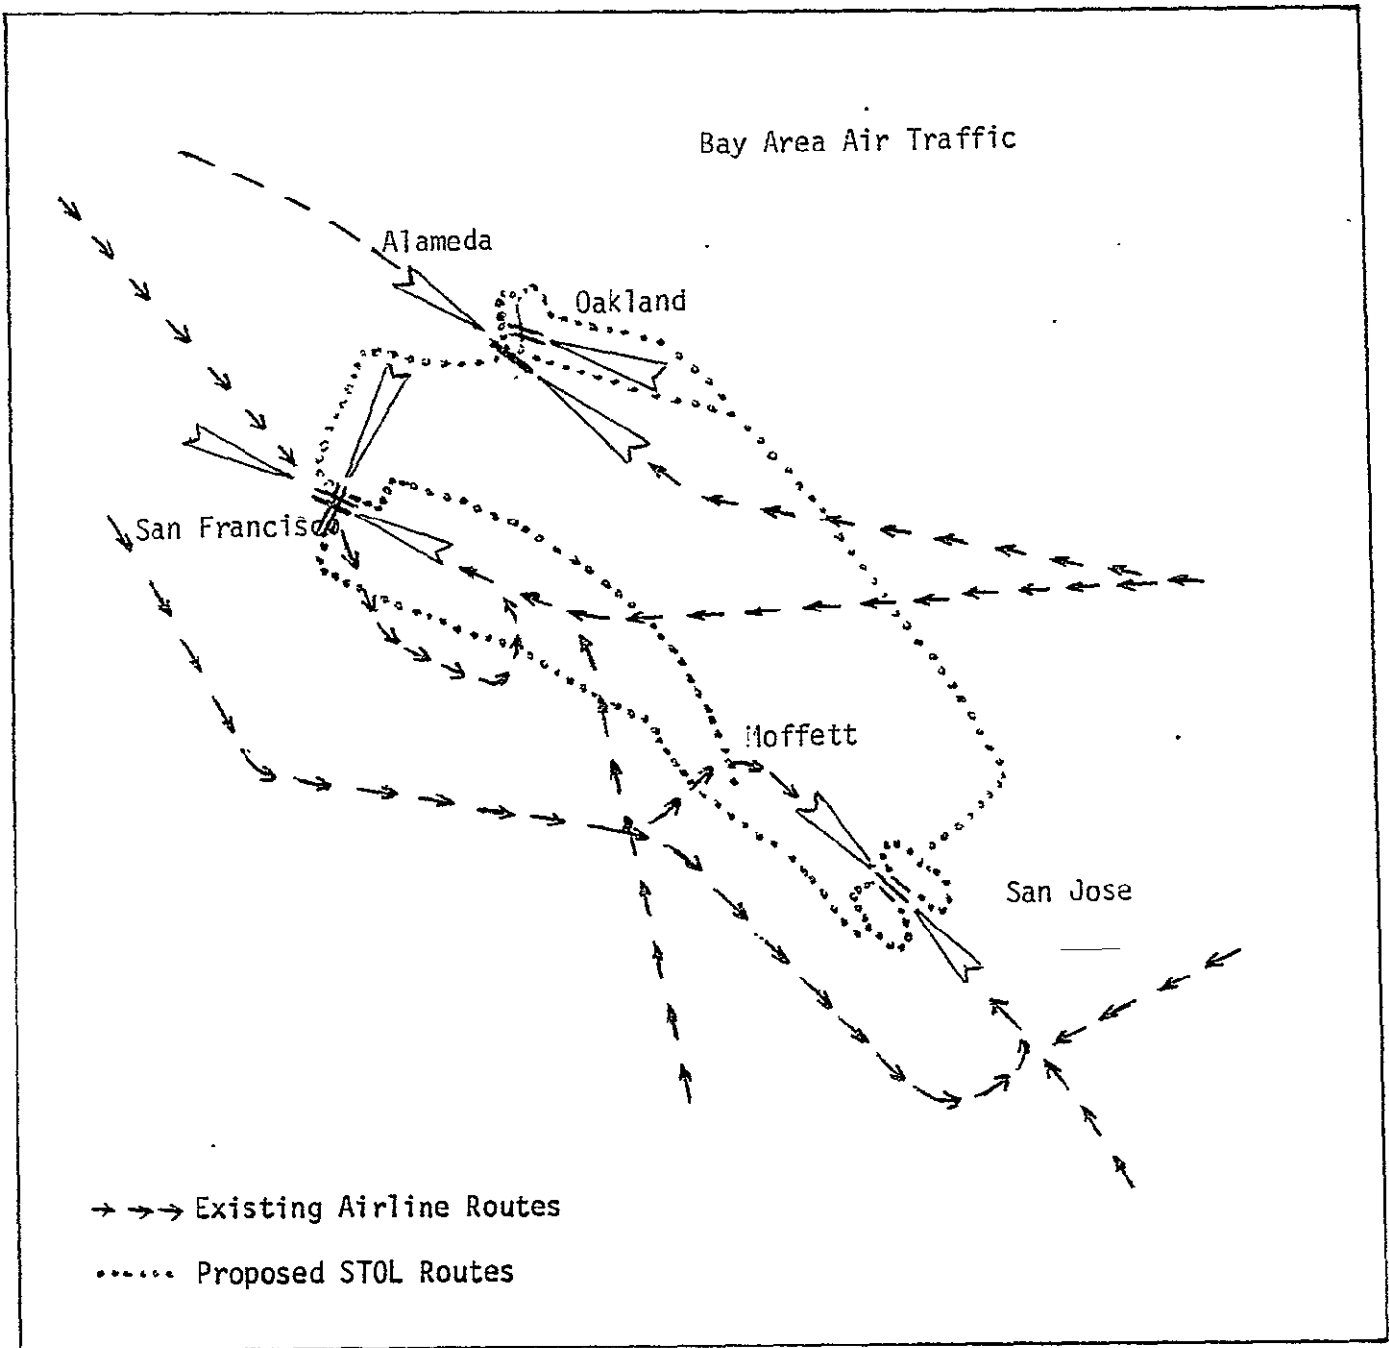 Bay Area Air Traffic
Alameda
Oakland
San Francisco
Moffett
San Jose
Existing Airline Routes
Proposed STOL Routes